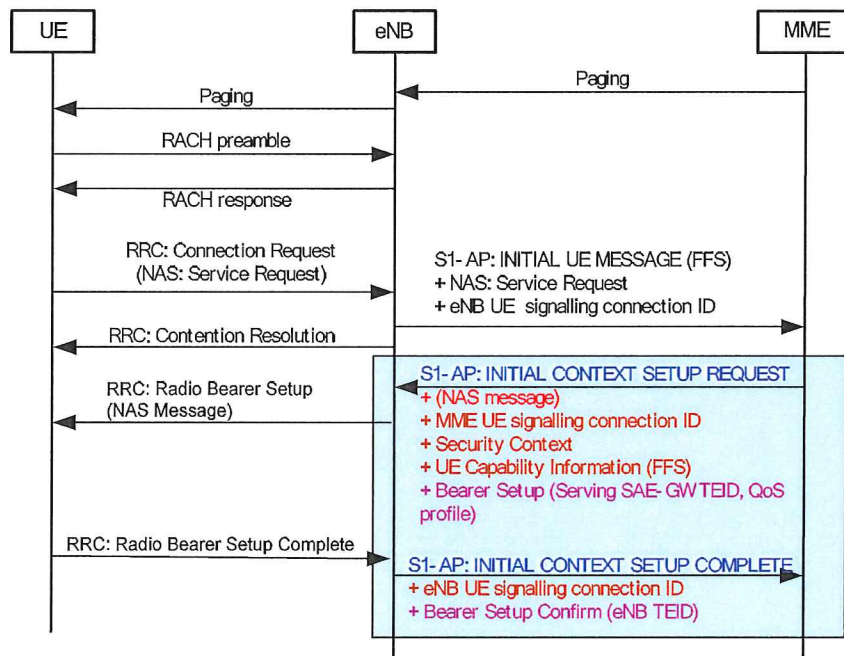 UE
eNB
MME
Paging
Paging
RACH preamble
RACH response
RRC: Connection Request
(NAS: Service Request)
S1- AP: INITIAL UE MESSAGE (FFS)
+ NAS: Service Request
+ eNB UE signalling connection ID
RRC: Contention Resolution
S1- AP: INITIAL CONTEXT SETUP REQUEST
+ (NAS message)
+ MME UE signalling connection ID
+ Security Context
+ UE Capability Information (FFS)
+ Bearer Setup (Serving SAE- GW TEID, QoS
profile)
RRC: Radio Bearer Setup
(NAS Message)
RRC: Radio Bearer Setup Complete
S1- AP: INITIAL CONTEXT SETUP COMPLETE
+ eNB UE signalling connection ID
+ Bearer Setup Confirm (eNB TEID)